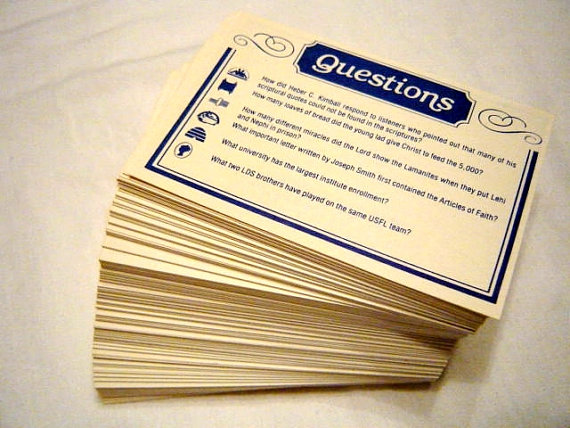 Questions
How did Heber C. Kimball respond to listeners who pointed out that many of his
scriptural quotes could not be found in the scriptures?
How many loaves of bread did the young lad give Christ to feed the 5,000?
How many different miracles did the Lord show the Lamanites when they put Lehi
and Nephi in prison?
What important letter written by Joseph Smith first contained the Articles of Faith?
What university has the largest institute enrollment?
What two LDS brothers have played on the same USFL team?